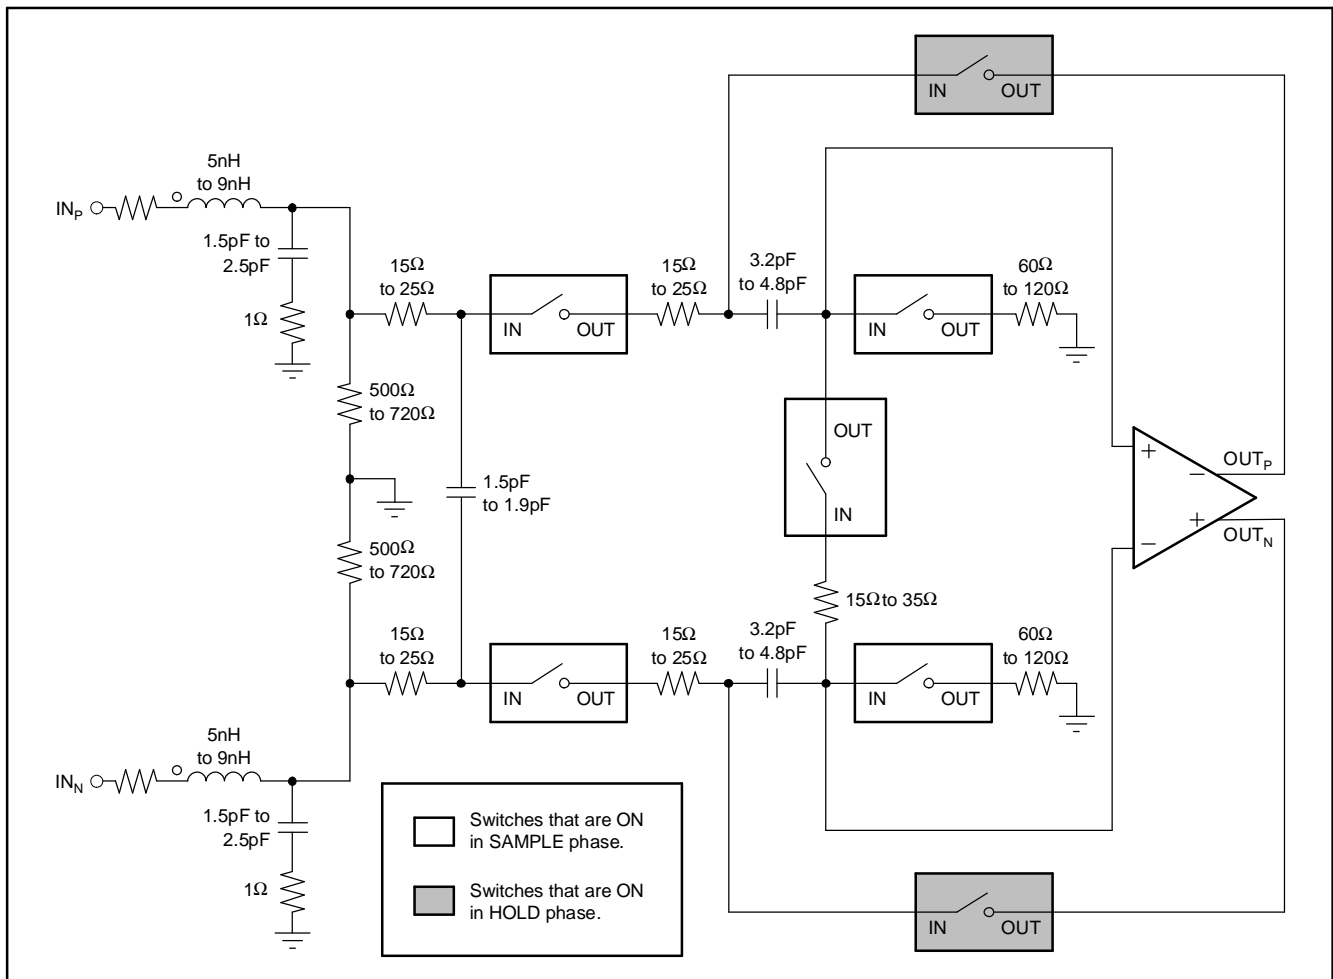 IN OUT
5nH
to 9nH
INP
1.5pF to
2.5pF
1Ω
15Ω
to 25Ω
IN OUT
15Ω
to 25Ω
3.2pF
to 4.8pF
IN OUT
60Ω
to 120Ω
500Ω
to 720Ω
OUT
IN
1.5pF
to 1.9pF
+
−
OUTP
+
OUTN
−
500Ω
to 720Ω
15Ω to 35Ω
15Ω
to 25Ω
IN OUT
15Ω
to 25Ω
3.2pF
to 4.8pF
IN OUT
60Ω
to 120Ω
5nH
to 9nH
INN
1.5pF to
2.5pF
1Ω
Switches that are ON
in SAMPLE phase.
Switches that are ON
in HOLD phase.
IN OUT